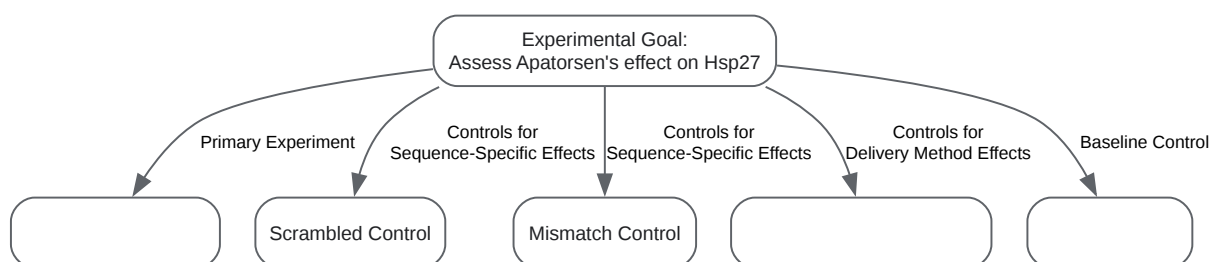 Experimental Goal:
Assess Apatorsen's effect on Hsp27
Primary Experiment
Controls for
Sequence-Specific Effects
Controls for
Sequence-Specific Effects
Controls for
Delivery Method Effects
Baseline Control
Scrambled Control
Mismatch Control